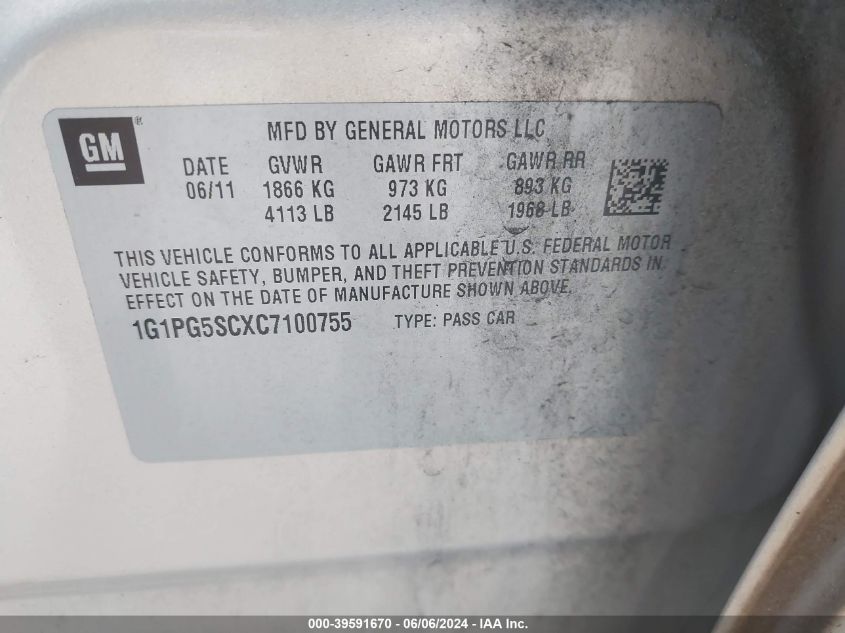 GM ®
MFD BY GENERAL MOTORS LLC
DATE GVWR GAWR FRT GAWR RR
06/11 1866 KG 973 KG 893 KG
4113 LB 2145 LB 1968 LB
THIS VEHICLE CONFORMS TO ALL APPLICABLE U.S. FEDERAL MOTOR
VEHICLE SAFETY, BUMPER, AND THEFT PREVENTION STANDARDS IN
EFFECT ON THE DATE OF MANUFACTURE SHOWN ABOVE.
1G1PG5SCXC7100755 TYPE: PASS CAR
000-39591670 - 06/06/2024 - IAA Inc.